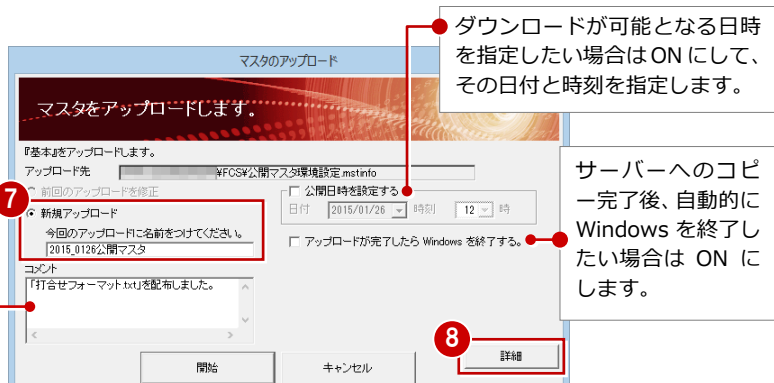 ダウンロードが可能となる日時
を指定したい場合は ON にして、
その日付と時刻を指定します。
マスタのアップロード
マスタをアップロードします。
『基本』をアップロードします。
アップロード先 ¥FCS¥公開マスタ環境設定.mstinfo
前回のアップロードを修正
公開日時を設定する
7
新規アップロード
日付 2015/01/26 時刻 12 時
今回のアップロードに名前をつけてください。
2015_0126公開マスタ
アップロードが完了したら Windows を終了する。
サーバーへのコピ
ー完了後、自動的に
Windows を終了し
たい場合は ON に
します。
コメント
「打合せフォーマット.txt」を配布しました。
8
開始
キャンセル
詳細